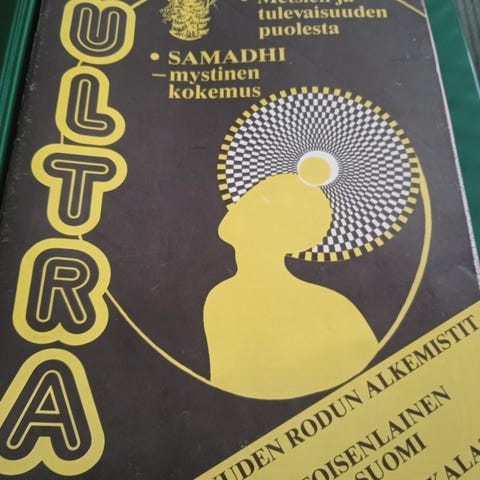 ULTRA
• Metsien ja
tulevaisuuden
puolesta
• SAMADHI
– mystinen
kokemus
UUDEN RODUN ALKEMISTIT
TOISENLAINEN
SUOMI